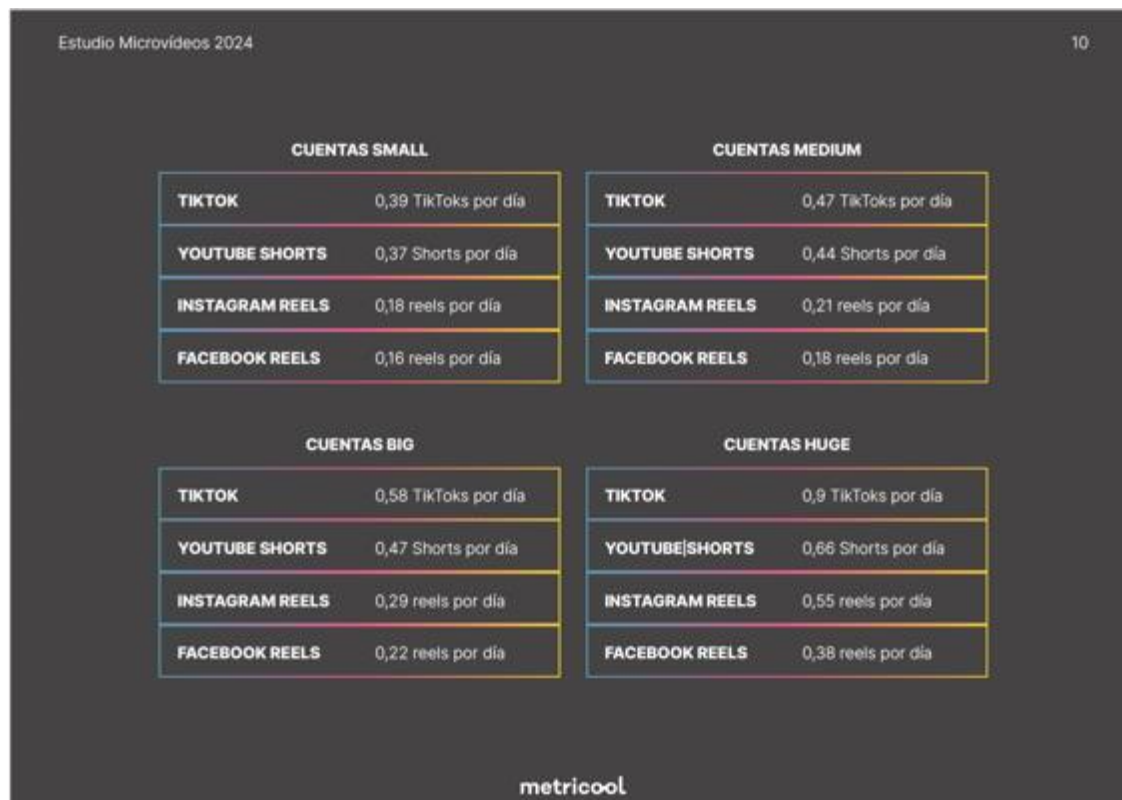 Estudio Microvídeos 2024
10
CUENTAS SMALL
TIKTOK 0,39 TikToks por día
YOUTUBE SHORTS 0,37 Shorts por día
INSTAGRAM REELS 0,18 reels por día
FACEBOOK REELS 0,16 reels por día
CUENTAS MEDIUM
TIKTOK 0,47 TikToks por día
YOUTUBE SHORTS 0,44 Shorts por día
INSTAGRAM REELS 0,21 reels por día
FACEBOOK REELS 0,18 reels por día
CUENTAS BIG
TIKTOK 0,58 TikToks por día
YOUTUBE SHORTS 0,47 Shorts por día
INSTAGRAM REELS 0,29 reels por día
FACEBOOK REELS 0,22 reels por día
CUENTAS HUGE
TIKTOK 0,9 TikToks por día
YOUTUBE|SHORTS 0,66 Shorts por día
INSTAGRAM REELS 0,55 reels por día
FACEBOOK REELS 0,38 reels por día
metricool